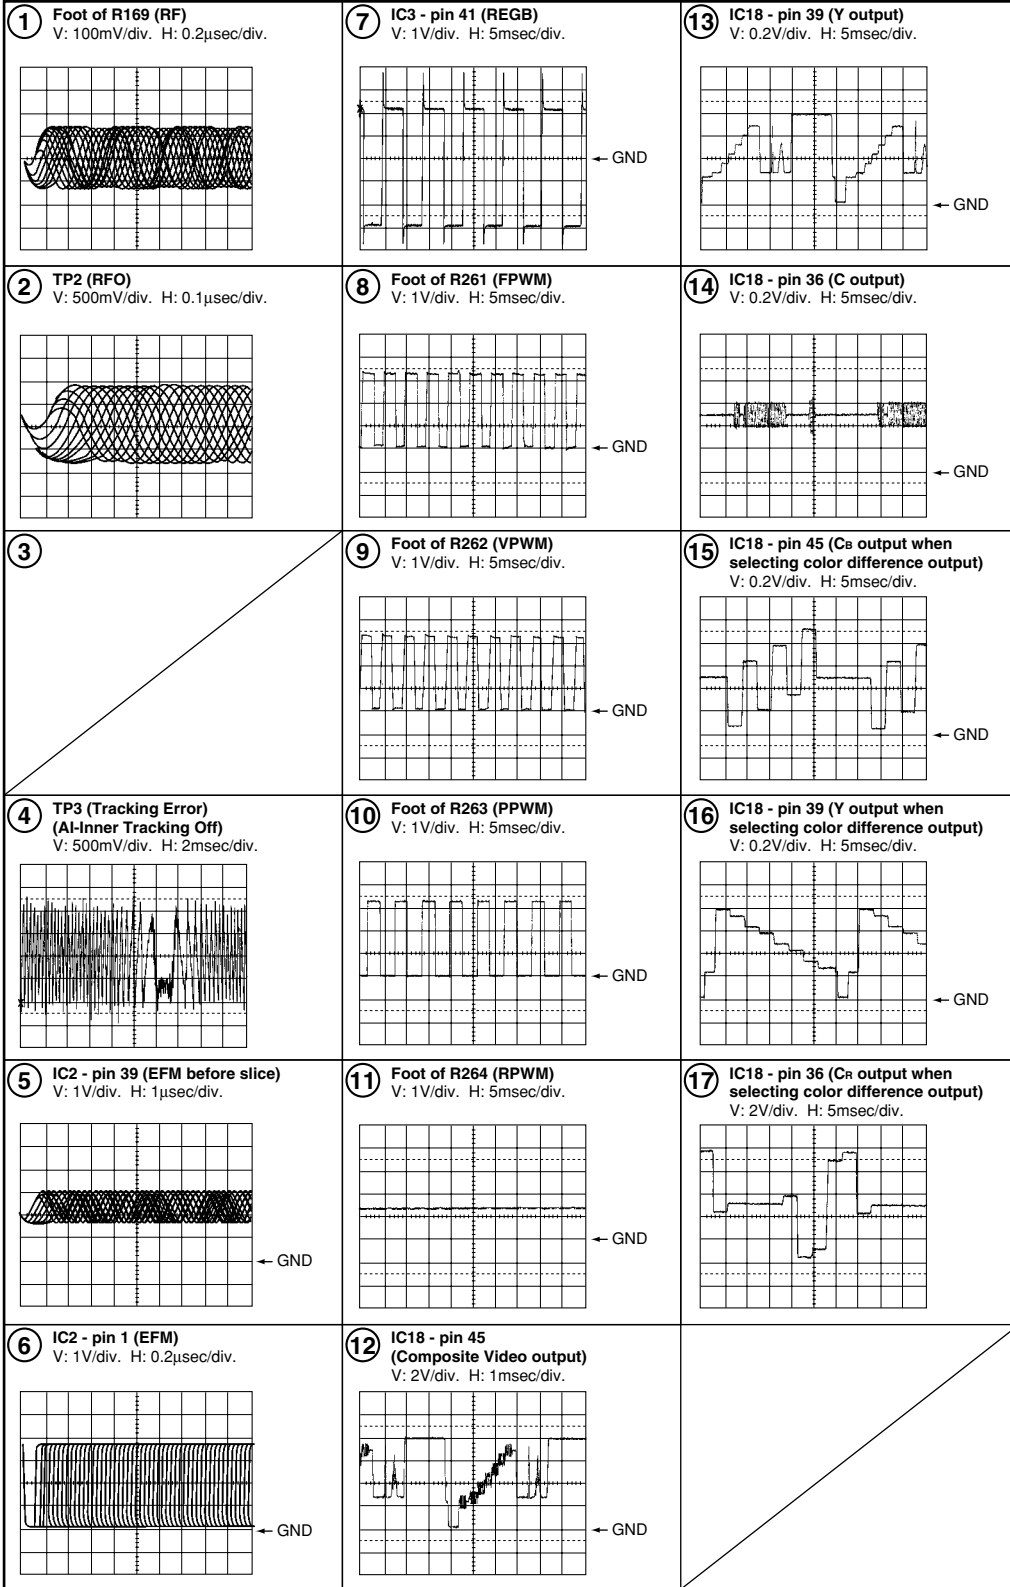 1 Foot of R169 (RF)
V: 100mV/div. H: 0.2µsec/div.
2 TP2 (RFO)
V: 500mV/div. H: 0.1µsec/div.
3
4 TP3 (Tracking Error)
(AI-Inner Tracking Off)
V: 500mV/div. H: 2msec/div.
5 IC2 - pin 39 (EFM before slice)
V: 1V/div. H: 1µsec/div.
← GND
6 IC2 - pin 1 (EFM)
V: 1V/div. H: 0.2µsec/div.
← GND
7 IC3 - pin 41 (REGB)
V: 1V/div. H: 5msec/div.
← GND
8 Foot of R261 (FPWM)
V: 1V/div. H: 5msec/div.
← GND
9 Foot of R262 (VPWM)
V: 1V/div. H: 5msec/div.
← GND
10 Foot of R263 (PPWM)
V: 1V/div. H: 5msec/div.
← GND
11 Foot of R264 (RPWM)
V: 1V/div. H: 5msec/div.
← GND
12 IC18 - pin 45
(Composite Video output)
V: 2V/div. H: 1msec/div.
← GND
13 IC18 - pin 39 (Y output)
V: 0.2V/div. H: 5msec/div.
← GND
14 IC18 - pin 36 (C output)
V: 0.2V/div. H: 5msec/div.
← GND
15 IC18 - pin 45 (CB output when
selecting color difference output)
V: 0.2V/div. H: 5msec/div.
← GND
16 IC18 - pin 39 (Y output when
selecting color difference output)
V: 0.2V/div. H: 5msec/div.
← GND
17 IC18 - pin 36 (CR output when
selecting color difference output)
V: 2V/div. H: 5msec/div.